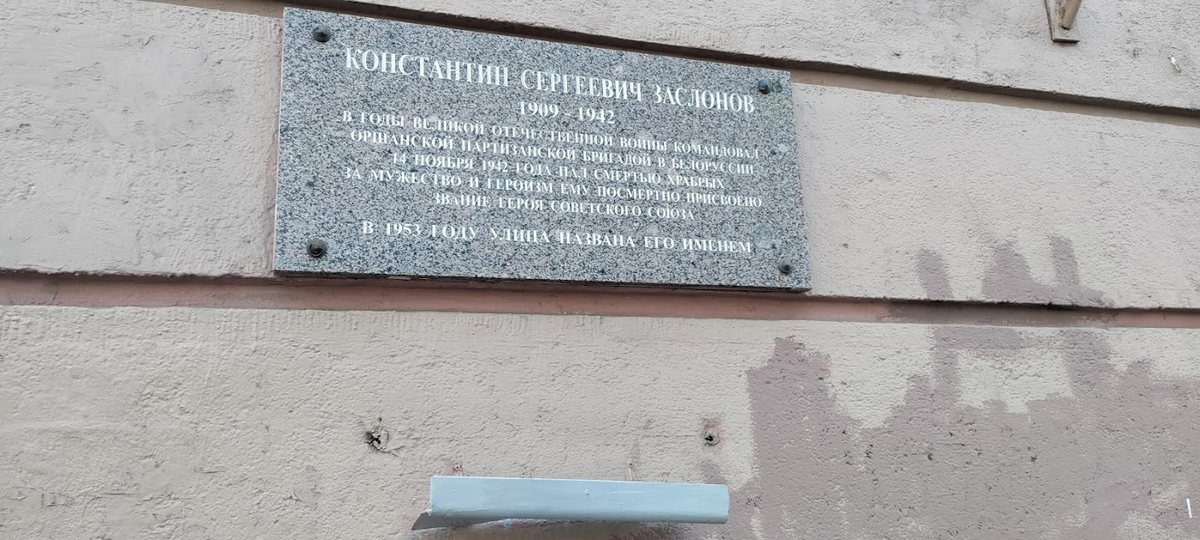 КОНСТАНТИН СЕРГЕЕВИЧ ЗАСЛОНОВ
1909 - 1942
В ГОДЫ ВЕЛИКОЙ ОТЕЧЕСТВЕННОЙ ВОЙНЫ КОМАНДОВАЛ
ОРШАНСКОЙ ПАРТИЗАНСКОЙ БРИГАДОЙ В БЕЛОРУССИИ
14 НОЯБРЯ 1942 ГОДА ПАЛ СМЕРТЬЮ ХРАБРЫХ
ЗА МУЖЕСТВО И ГЕРОИЗМ ЕМУ ПОСМЕРТНО ПРИСВОЕНО
ЗВАНИЕ ГЕРОЯ СОВЕТСКОГО СОЮЗА
В 1953 ГОДУ УЛИЦА НАЗВАНА ЕГО ИМЕНЕМ